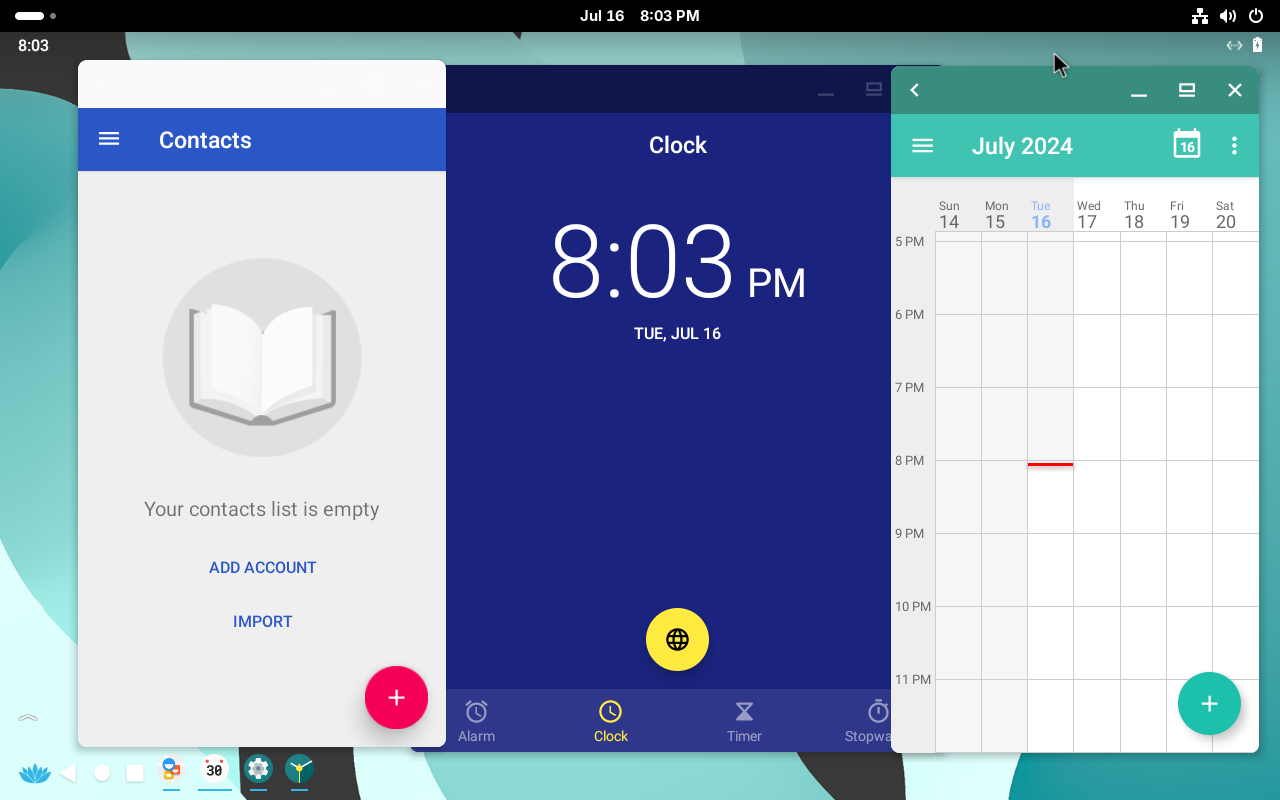 Jul 16 8:03 PM
8:03
Contacts
Your contacts list is empty
ADD ACCOUNT
IMPORT
Clock
8:03 PM
TUE, JUL 16
Alarm
Clock
Timer
Stopwa
July 2024
16
Sun Mon Tue Wed Thu Fri Sat
14 15 16 17 18 19 20
5 PM
6 PM
7 PM
8 PM
9 PM
10 PM
11 PM
30